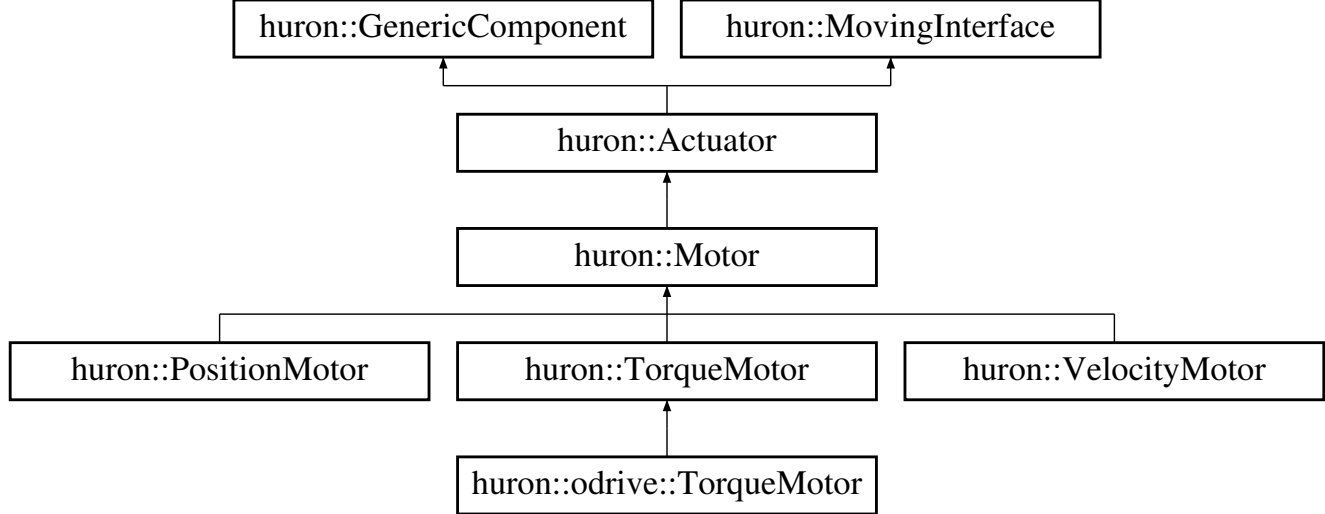 huron::GenericComponent
huron::MovingInterface
huron::Actuator
huron::Motor
huron::PositionMotor
huron::TorqueMotor
huron::VelocityMotor
huron::odrive::TorqueMotor